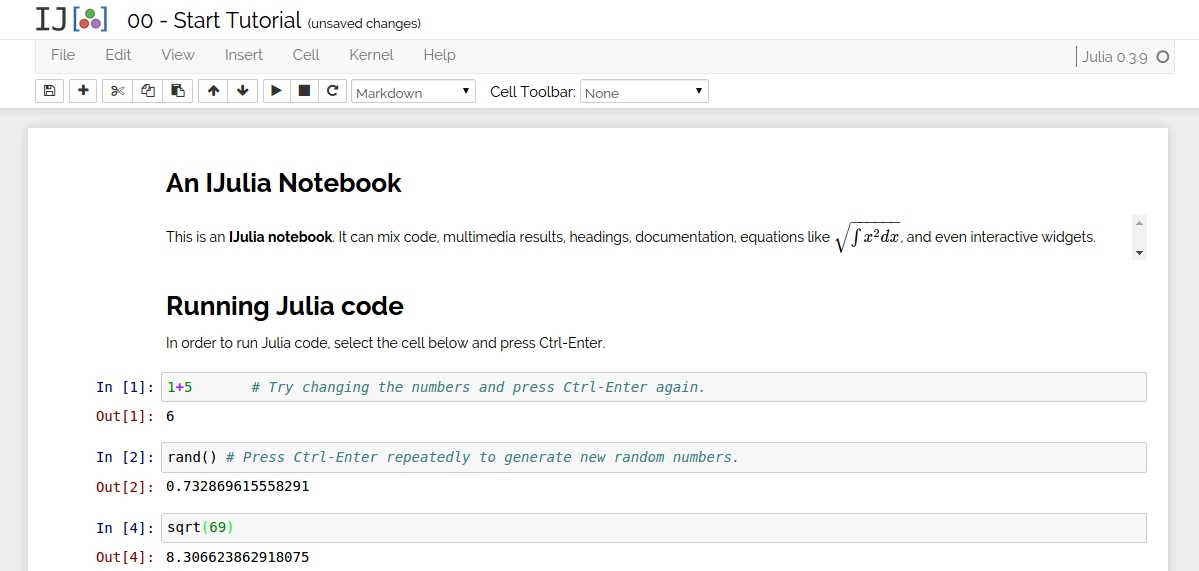 IJ[] 00 - Start Tutorial (unsaved changes)
File Edit View Insert Cell Kernel Help Julia 0.3.9
Markdown Cell Toolbar: None
An IJulia Notebook
This is an IJulia notebook. It can mix code, multimedia results, headings, documentation, equations like √∫x²dx, and even interactive widgets.
Running Julia code
In order to run Julia code, select the cell below and press Ctrl-Enter.
In [1]: 1+5 # Try changing the numbers and press Ctrl-Enter again.
Out[1]: 6
In [2]: rand() # Press Ctrl-Enter repeatedly to generate new random numbers.
Out[2]: 0.732869615558291
In [4]: sqrt(69)
Out[4]: 8.306623862918075